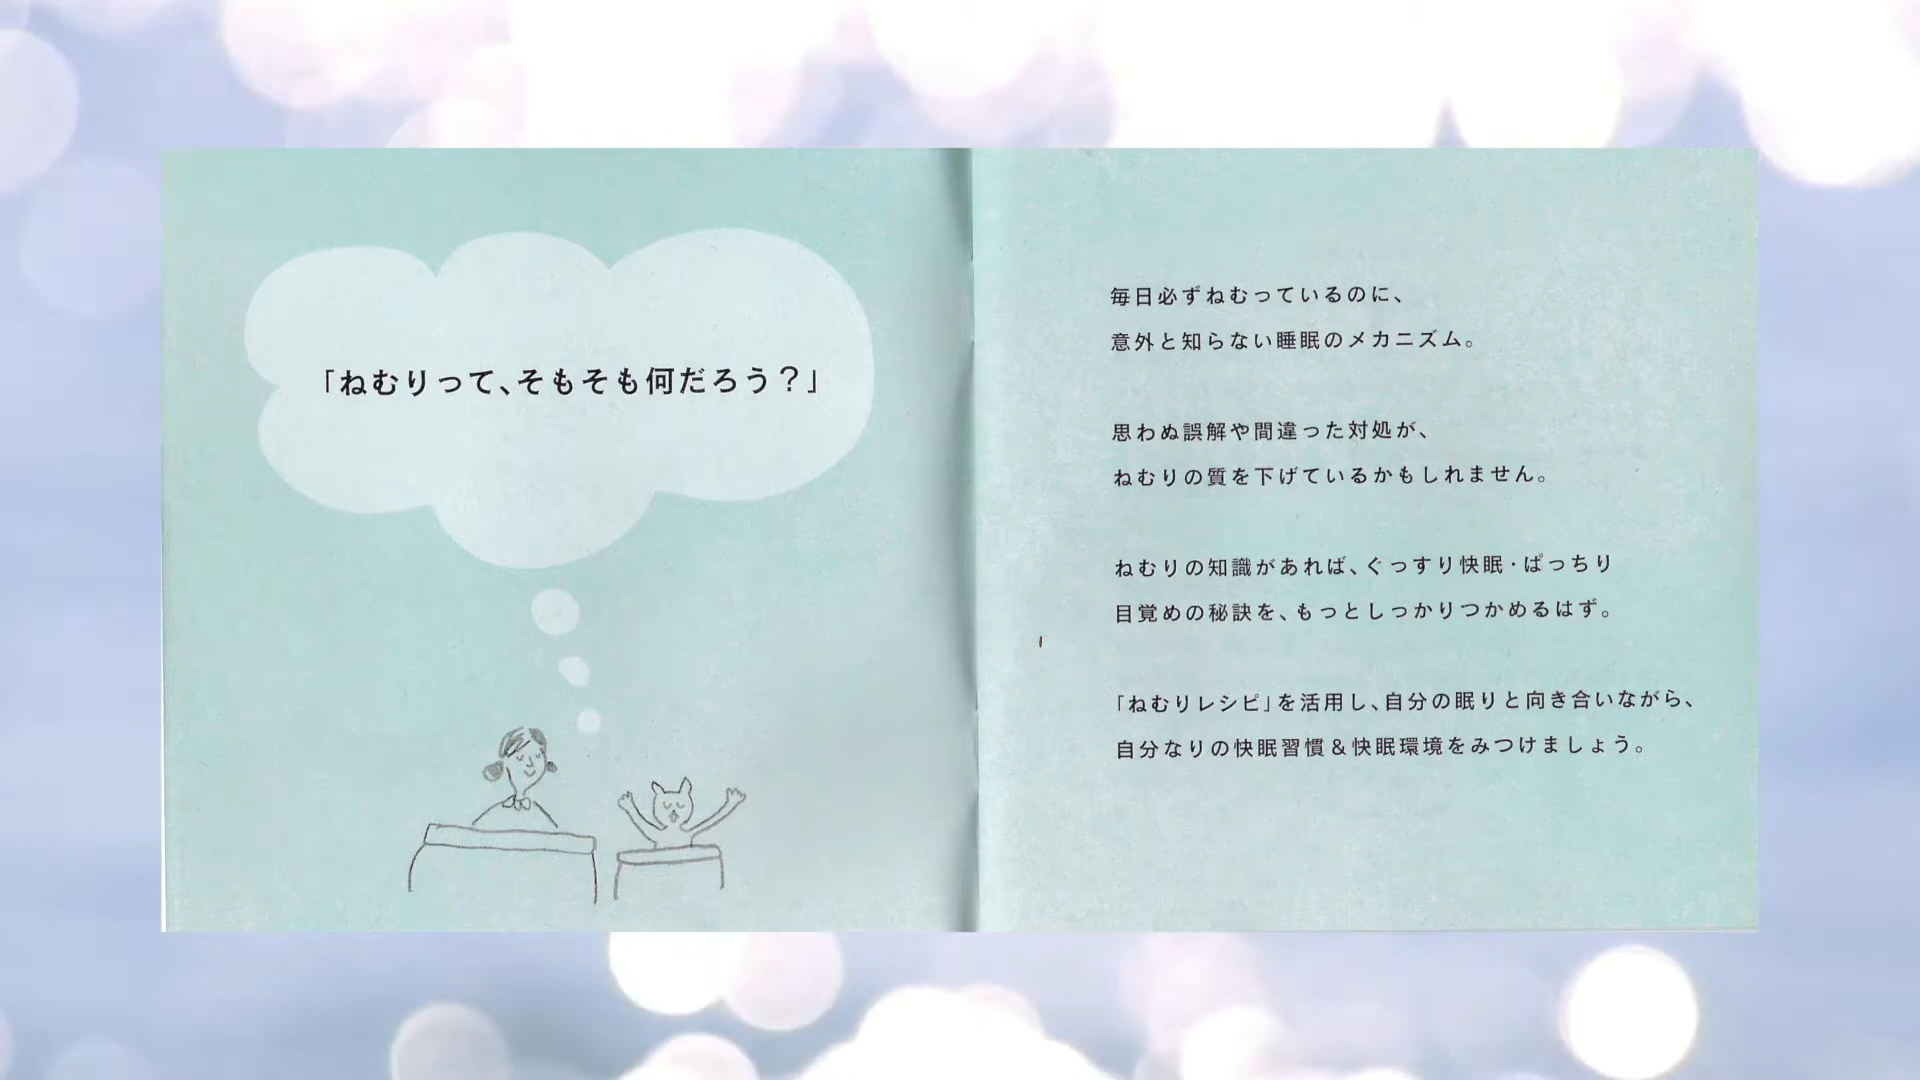 「ねむりって、そもそも何だろう？」
毎日必ずねむっているのに、
意外と知らない睡眠のメカニズム。
思わぬ誤解や間違った対処が、
ねむりの質を下げているかもしれません。
ねむりの知識があれば、ぐっすり快眠・ぱっちり
目覚めの秘訣を、もっとしっかりつかめるはず。
「ねむりレシピ」を活用し、自分の眠りと向き合いながら、
自分なりの快眠習慣＆快眠環境をみつけましょう。